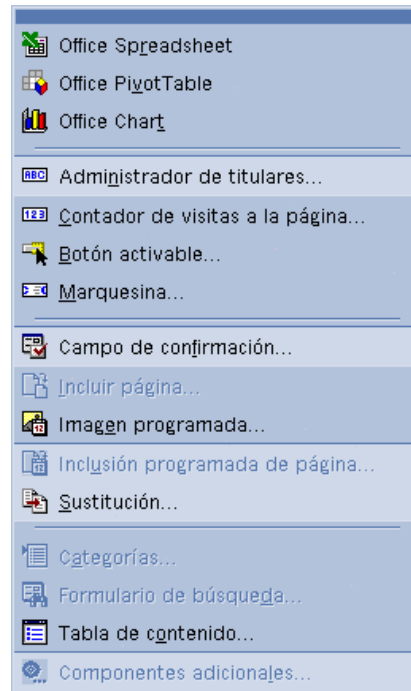 Office Spreadsheet
Office PivotTable
Office Chart
ABC Administrador de titulares...
123 Contador de visitas a la página...
Botón activable...
Marquesina...
Campo de confirmación...
Incluir página...
12 Imagen programada...
12 Inclusión programada de página...
Sustitución...
Categorías...
Formulario de búsqueda...
Tabla de contenido...
Componentes adicionales...